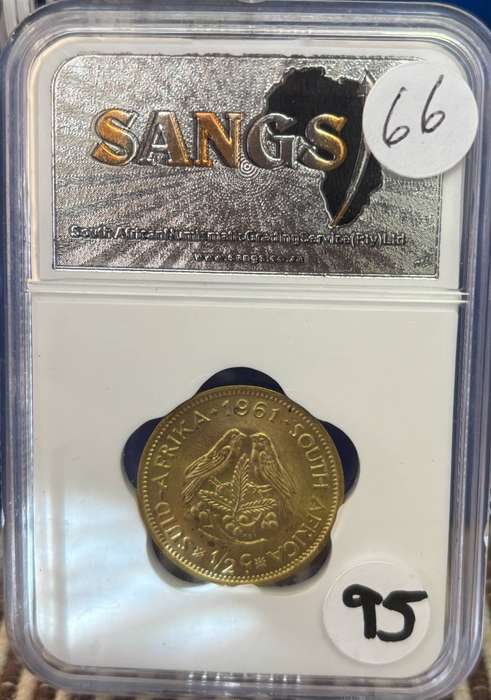 66
SANGS
South African Numismatic Grading Service (Pty) Ltd
www.sangs.co.za
SUID-AFRIKA·1961·SOUTH AFRICA
1/2 C
95